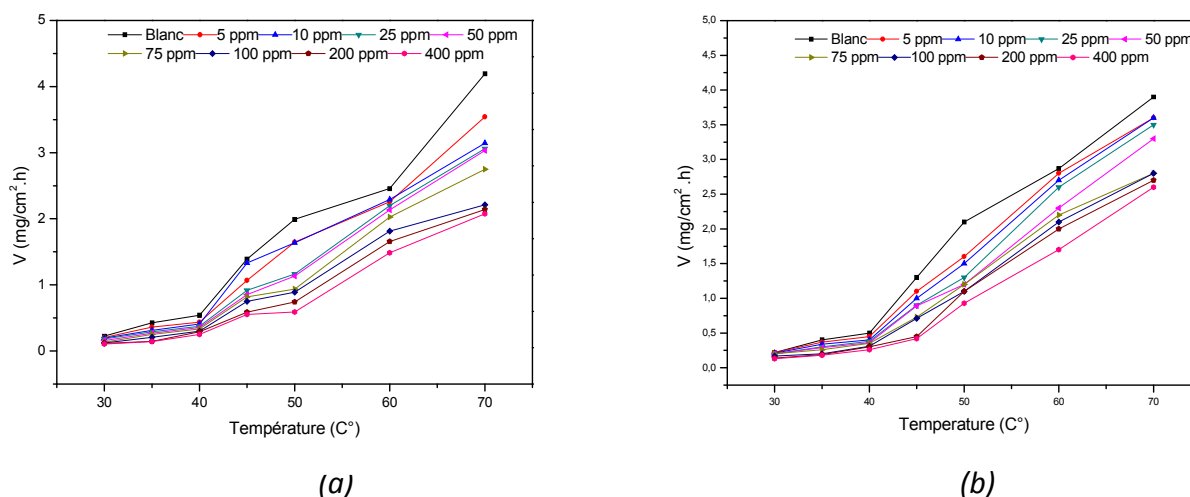 5
4
3
2
1
0
V (mg/cm².h)
Blanc 5 ppm 10 ppm 25 ppm 50 ppm
75 ppm 100 ppm 200 ppm 400 ppm
30 40 50 60 70
Température (C°)
(a)
5,0
4,5
4,0
3,5
3,0
2,5
2,0
1,5
1,0
0,5
0,0
V (mg/cm² .h)
Blanc 5 ppm 10 ppm 25 ppm 50 ppm
75 ppm 100 ppm 200 ppm 400 ppm
30 40 50 60 70
Temperature (C°)
(b)